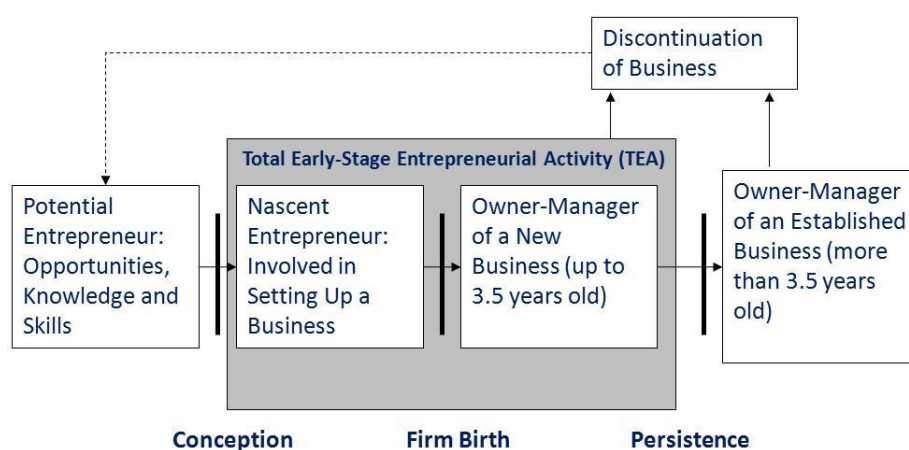 Discontinuation
of Business
Total Early-Stage Entrepreneurial Activity (TEA)
Potential
Entrepreneur:
Opportunities,
Knowledge and
Skills
Nascent
Entrepreneur:
Involved in
Setting Up a
Business
Owner-Manager
of a New
Business (up to
3.5 years old)
Owner-Manager
of an Established
Business (more
than 3.5 years
old)
Conception
Firm Birth
Persistence